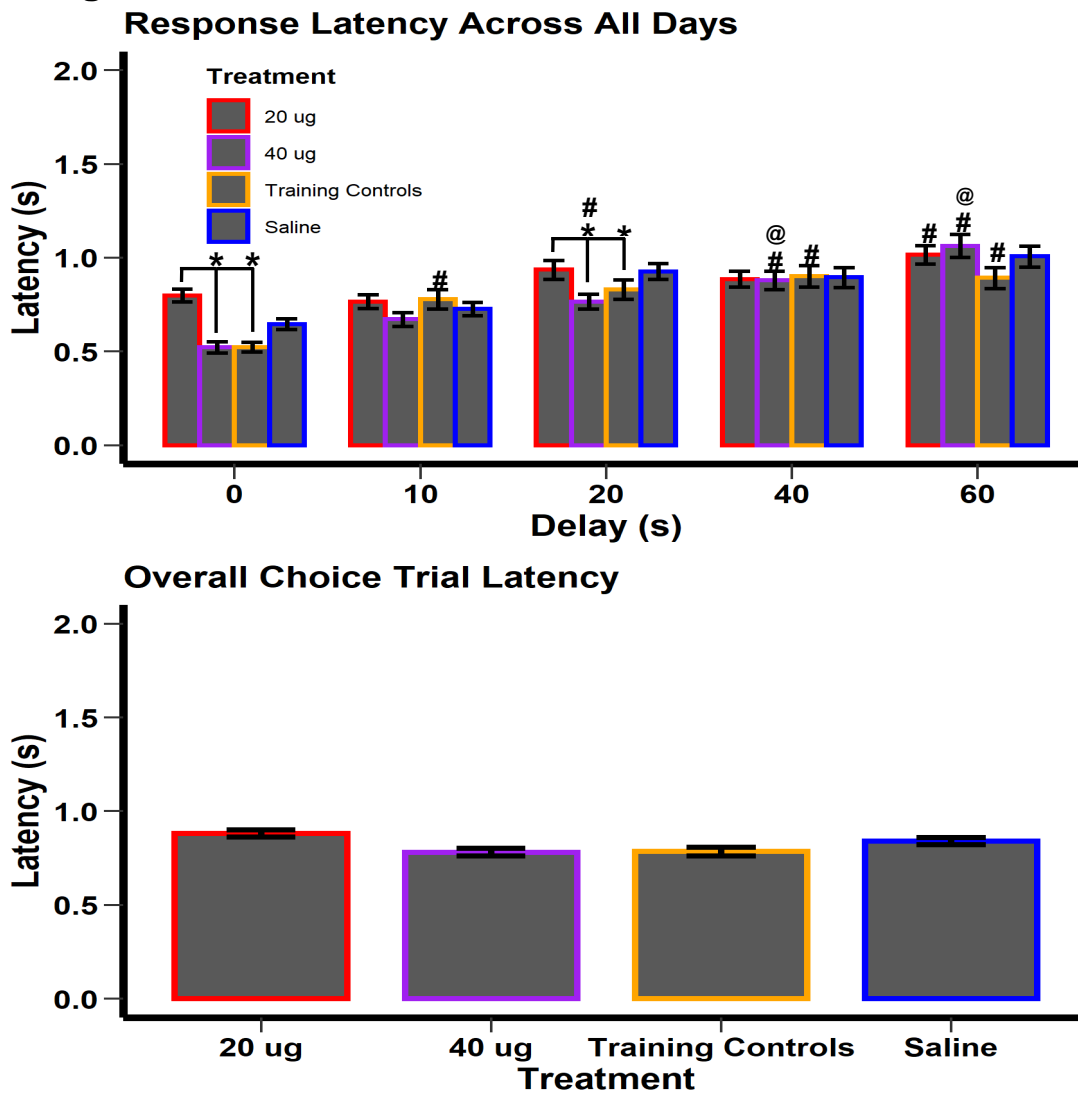 Response Latency Across All Days
Latency (s)
2.0
1.5
1.0
0.5
0.0
Treatment
20 ug
40 ug
Training Controls
Saline
* *
#
#
* *
@
# #
@
# # #
0 10 20 40 60
Delay (s)
Overall Choice Trial Latency
Latency (s)
2.0
1.5
1.0
0.5
0.0
20 ug 40 ug Training Controls Saline
Treatment